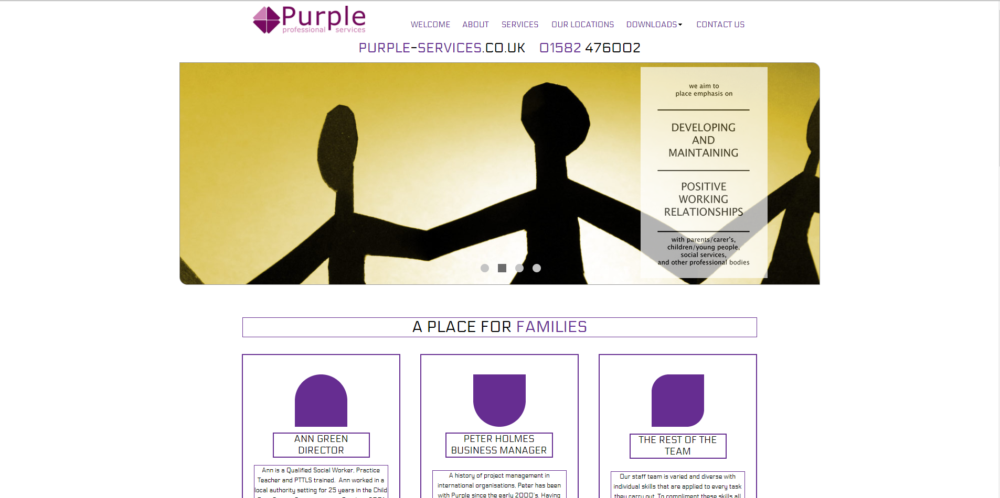 Purple
professional services
WELCOME ABOUT SERVICES OUR LOCATIONS DOWNLOADS CONTACT US
PURPLE-SERVICES.CO.UK 01582 476002
we aim to
place emphasis on
DEVELOPING
AND
MAINTAINING
POSITIVE
WORKING
RELATIONSHIPS
with parents/carer's,
children/young people,
social services,
and other professional bodies
A PLACE FOR FAMILIES
ANN GREEN
DIRECTOR
Ann is a Qualified Social Worker, Practice
Teacher and PTTLS trained. Ann worked in a
local authority setting for 25 years in the Child
PETER HOLMES
BUSINESS MANAGER
A history of project management in
international organisations, Peter has been
with Purple since the early 2000's. Having
THE REST OF THE
TEAM
Our staff team is varied and diverse with
individual skills that are applied to every task
they carry out. To compliment these skills all